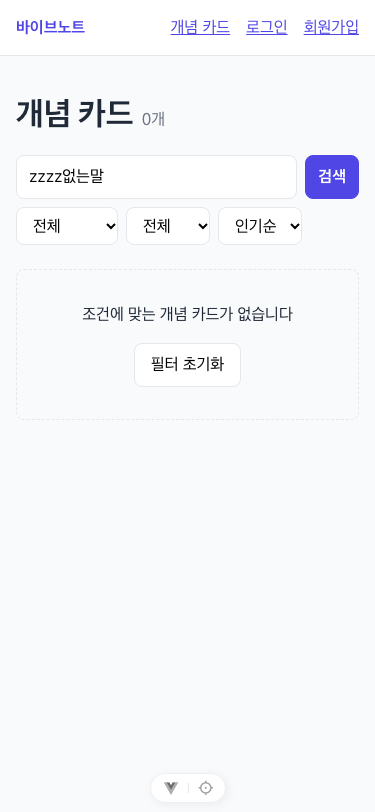 바이브노트 개념 카드 로그인 회원가입
개념 카드 0개
zzzz없는말 검색
전체 전체 인기순
조건에 맞는 개념 카드가 없습니다
필터 초기화